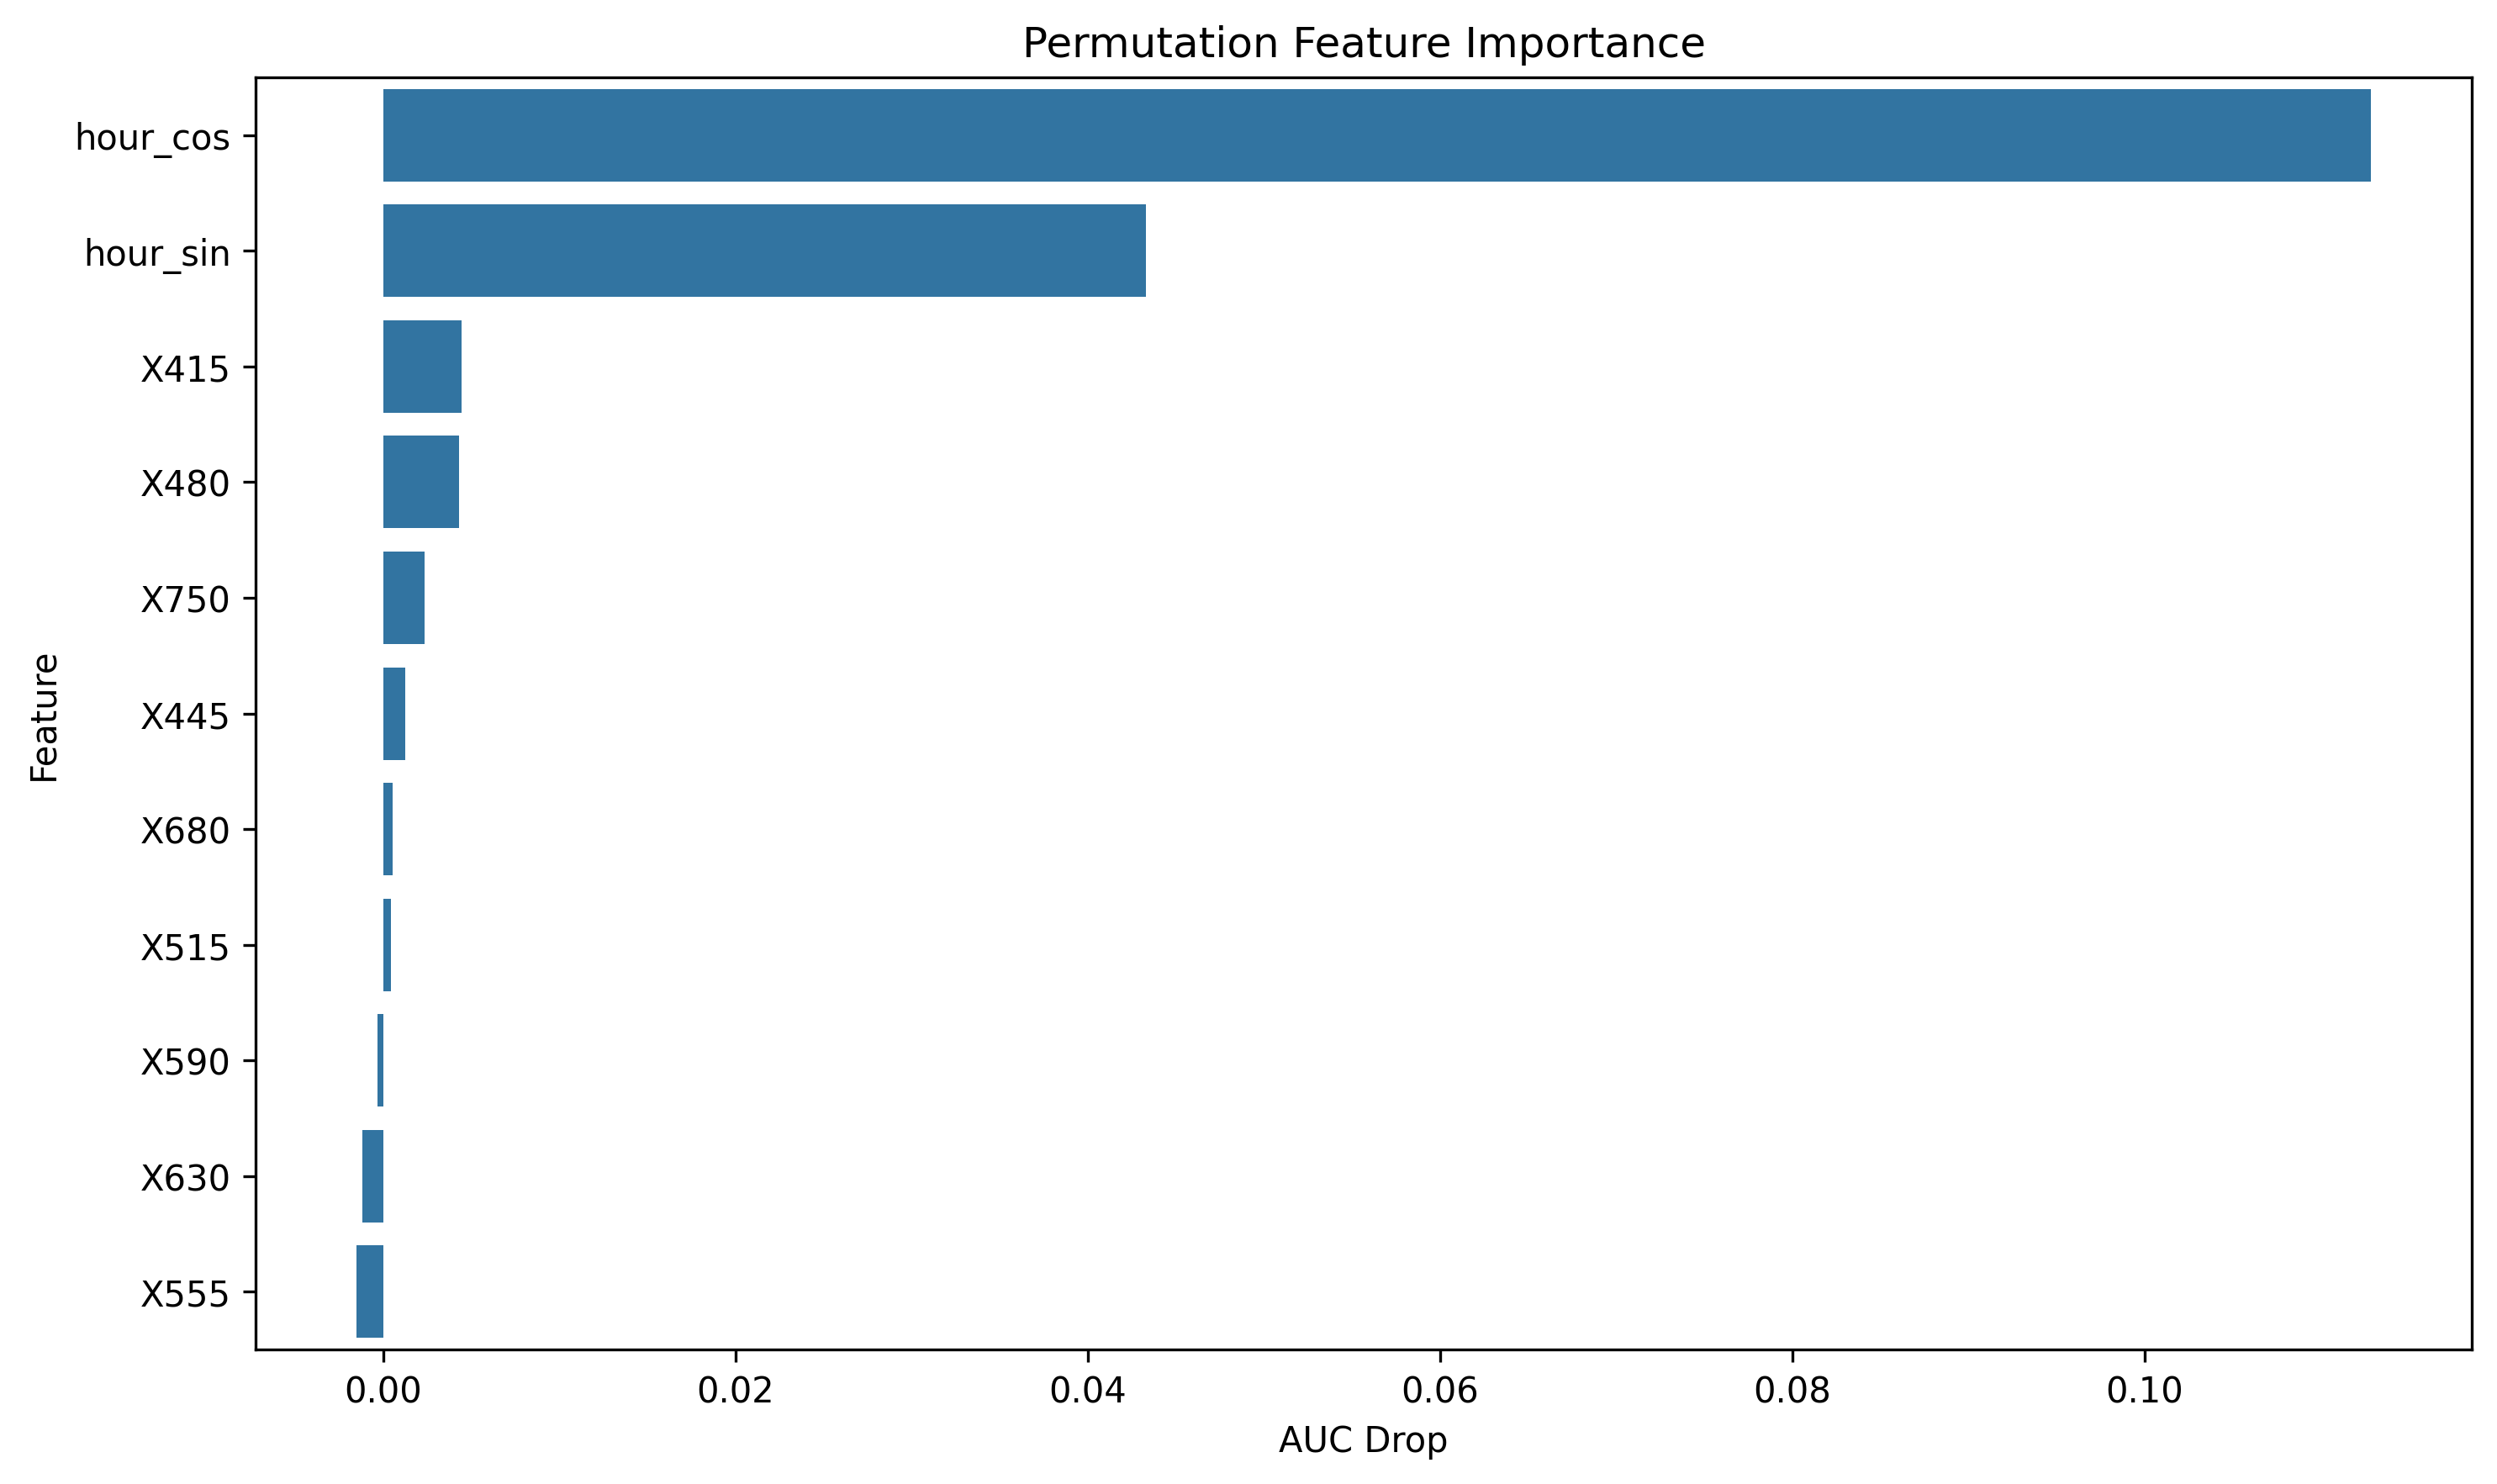 Permutation Feature Importance
hour_cos
hour_sin
X415
X480
X750
X445
X680
X515
X590
X630
X555
Feature
0.00 0.02 0.04 0.06 0.08 0.10
AUC Drop